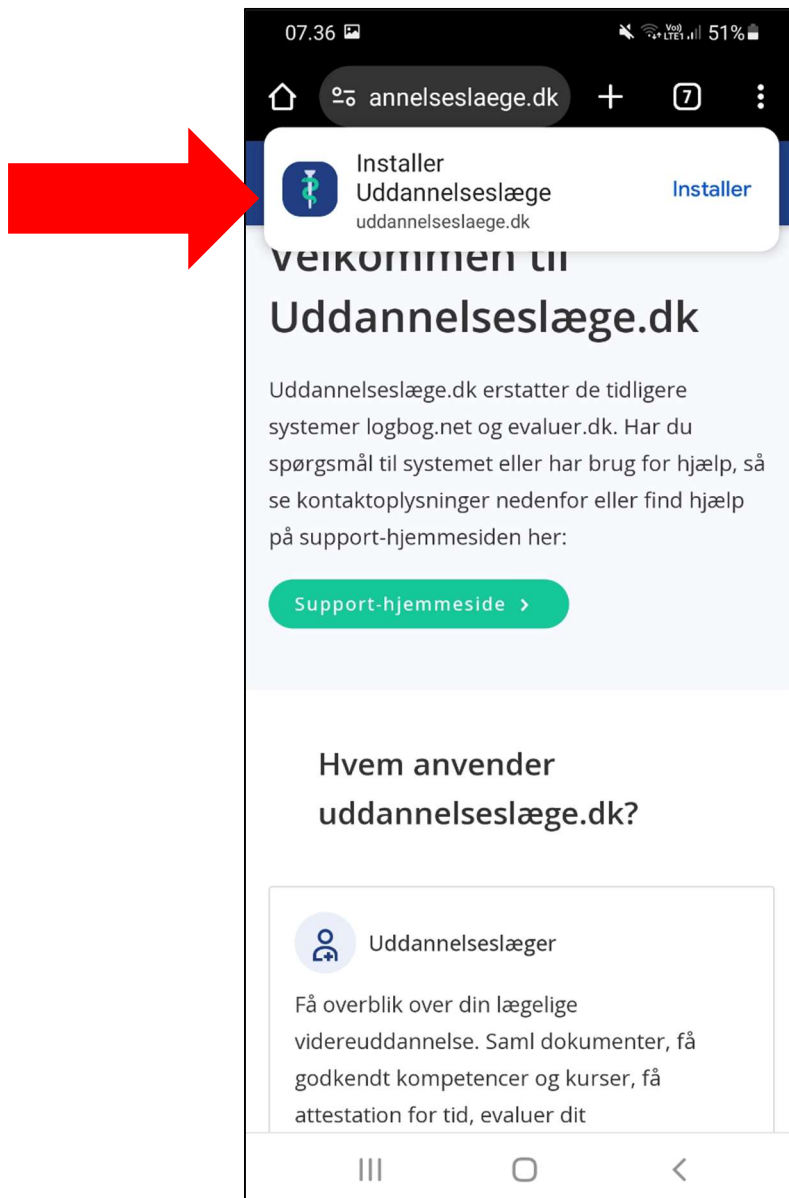 07.36
Vo)) LTE1 51%
annelseslaege.dk
7
Installer
Uddannelseslæge
uddannelseslaege.dk
Installer
Velkommen til
Uddannelseslæge.dk
Uddannelseslæge.dk erstatter de tidligere
systemer logbog.net og evaluer.dk. Har du
spørgsmål til systemet eller har brug for hjælp, så
se kontaktoplysninger nedenfor eller find hjælp
på support-hjemmesiden her:
Support-hjemmeside
Hvem anvender
uddannelseslæge.dk?
Uddannelseslæger
Få overblik over din lægelige
videreuddannelse. Saml dokumenter, få
godkendt kompetencer og kurser, få
attestation for tid, evaluer dit